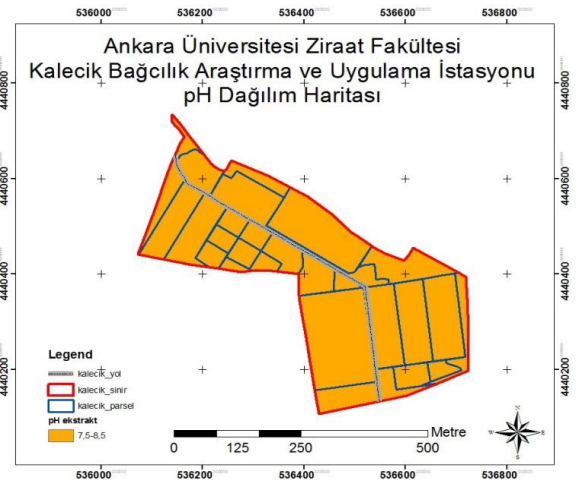 536000 536200 536400 536600 536800
Ankara Üniversitesi Ziraat Fakültesi
Kalecik Bağcılık Araştırma ve Uygulama İstasyonu
pH Dağılım Haritası
4440800 4440800
4440600 4440600
4440400 4440400
4440200 4440200
Legend
kalecik_yol
kalecik_sinir
kalecik_parsel
pH ekstrakt
7,5-8,5
Metre
0 125 250 500
N
W E
S
536000 536200 536400 536600 536800